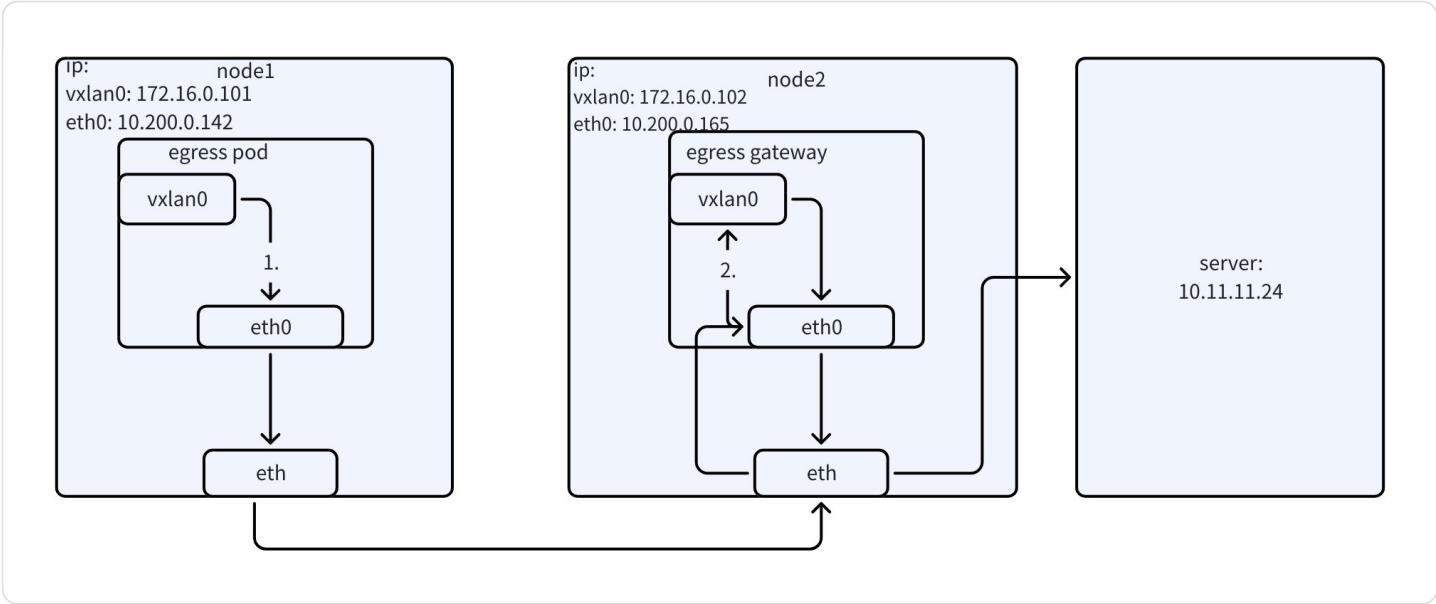 ip:
node1
vxlan0: 172.16.0.101
eth0: 10.200.0.142
egress pod
vxlan0
1.
eth0
eth
ip:
node2
vxlan0: 172.16.0.102
eth0: 10.200.0.165
egress gateway
vxlan0
2.
eth0
eth
server:
10.11.11.24